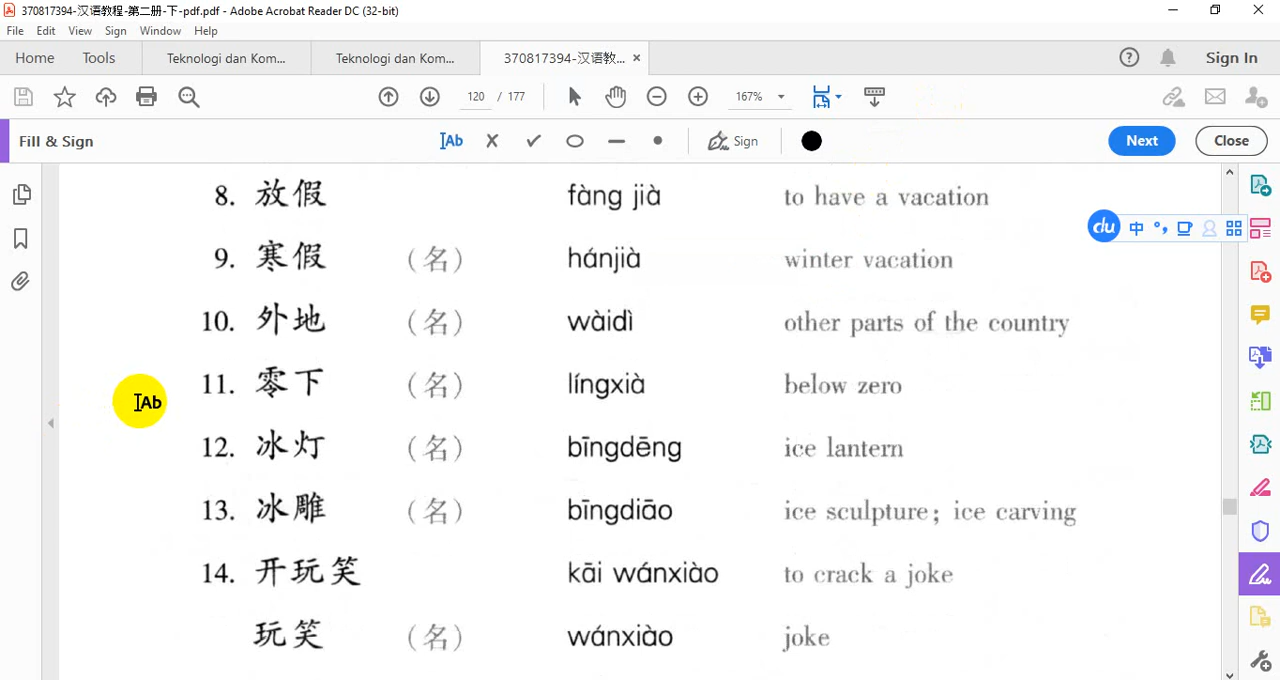 370817394-汉语教程-第二册-下-pdf.pdf - Adobe Acrobat Reader DC (32-bit)
File Edit View Sign Window Help
Home Tools Teknologi dan Kom... Teknologi dan Kom... 370817394-汉语教... × Sign In
120 / 177 167%
Fill & Sign Ab Sign Next Close
8. 放假 fàng jià to have a vacation
du 中
9. 寒假 (名) hánjià winter vacation
10. 外地 (名) wàidì other parts of the country
11. 零下 (名) língxià below zero
Ab
12. 冰灯 (名) bīngdēng ice lantern
13. 冰雕 (名) bīngdiāo ice sculpture; ice carving
14. 开玩笑 kāi wánxiào to crack a joke
玩笑 (名) wánxiào joke